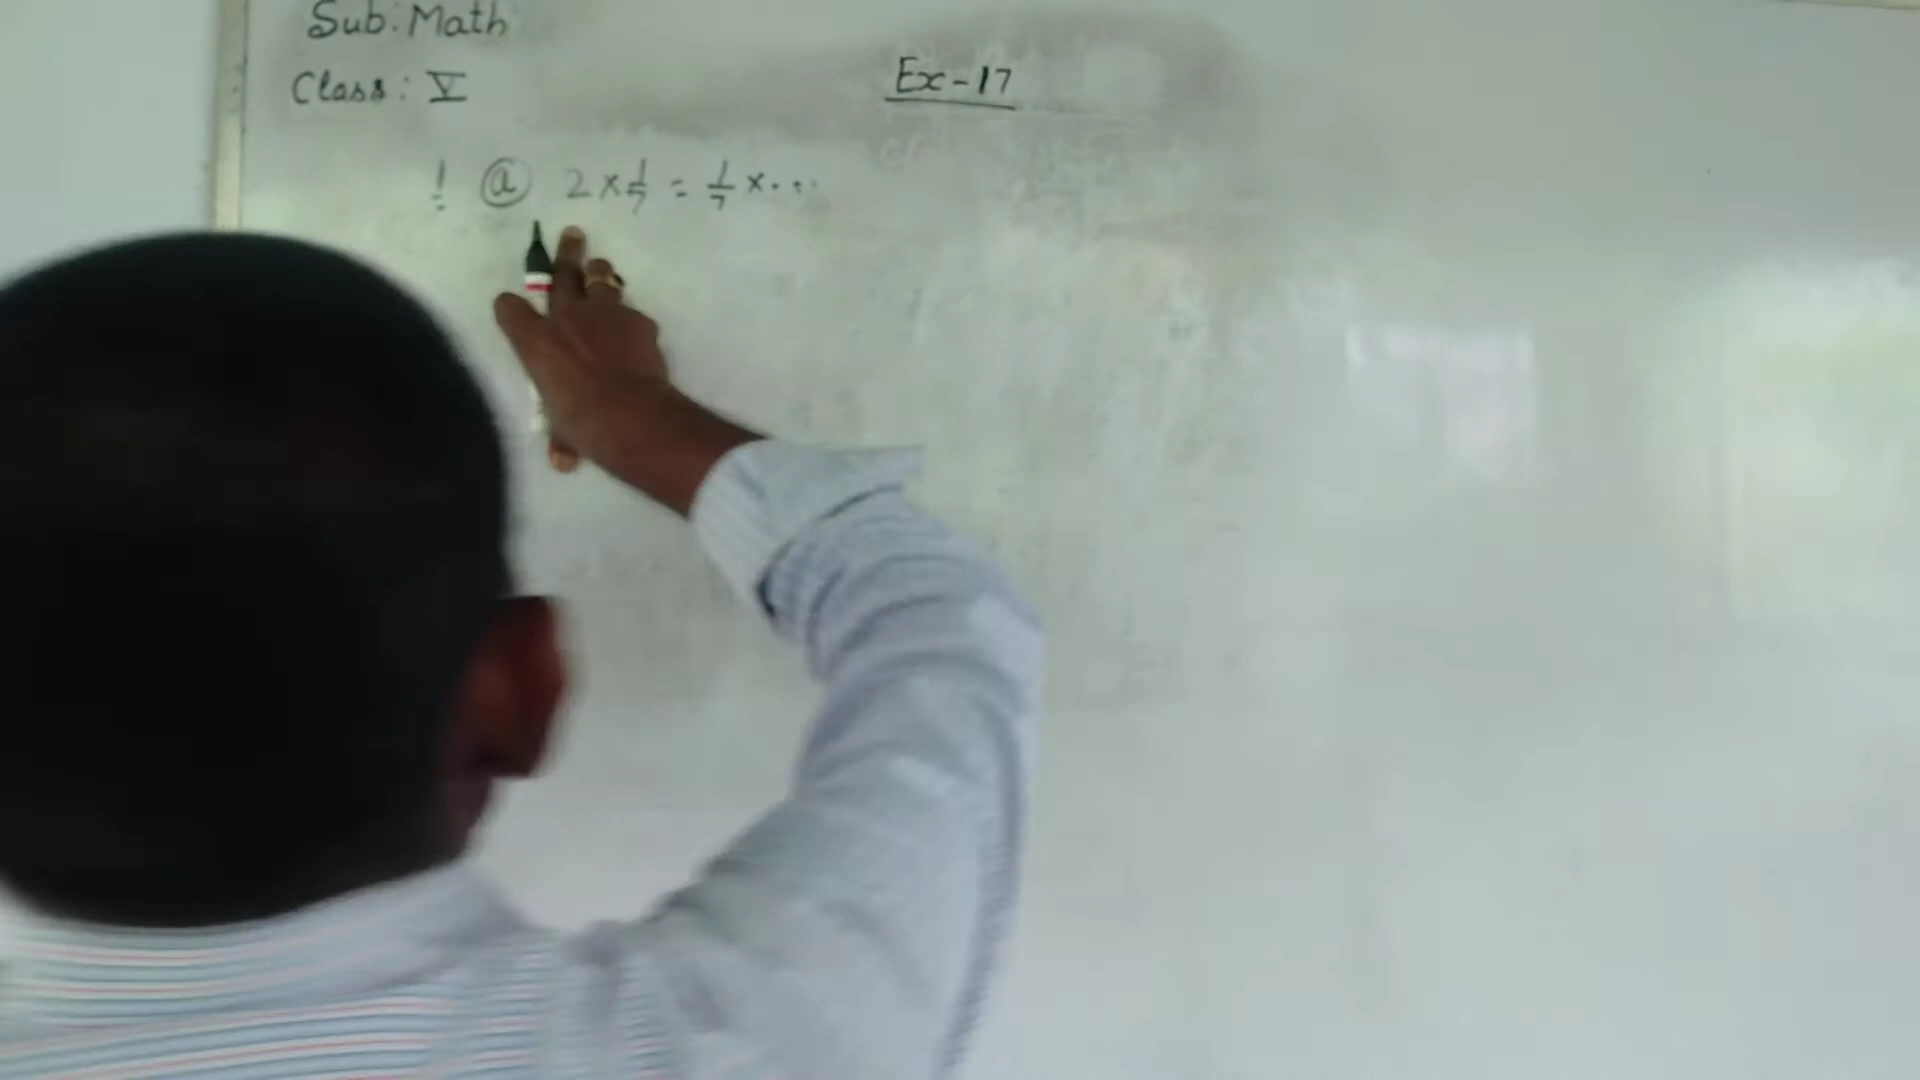 Sub: Math
Class: V
Ex-17
1 @ 2 × 1/7 = 1/7 × ....